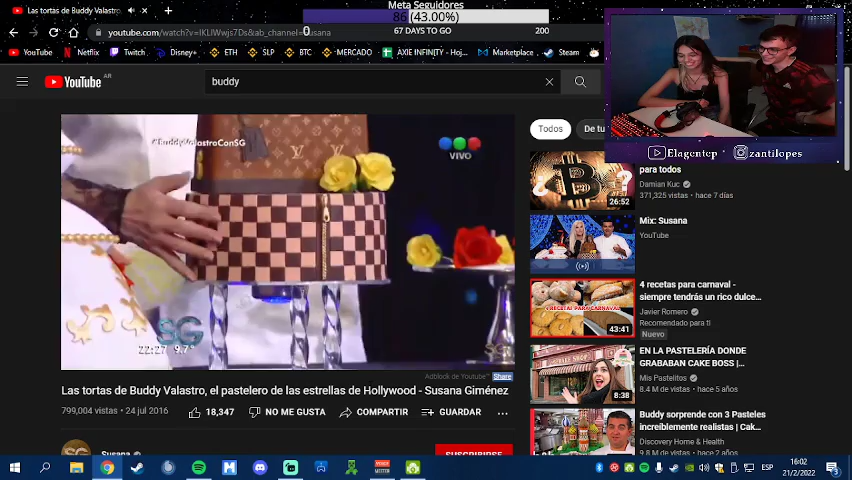 Las tortas de Buddy Valastro,
Meta Seguidores
86 (43.00%)
0
67 DAYS TO GO
200
youtube.com/watch?v=IKLlWwjs7Ds&ab_channel=Susana
YouTube
Netflix
Twitch
Disney+
ETH
SLP
BTC
MERCADO
AXIE INFINITY - Hoj...
Marketplace
Steam
YouTube
AR
buddy
Elagentcp
zantilopes
#BuddyValastroConSG
VIVO
SG
22:27 9.7°
Adblock de Youtube™
Share
Las tortas de Buddy Valastro, el pastelero de las estrellas de Hollywood - Susana Giménez
799,004 vistas • 24 jul 2016
18,347
NO ME GUSTA
COMPARTIR
GUARDAR
Susana
SUSCRIBIRSE
Todos
De tu
para todos
Damian Kuc
371,325 vistas • hace 7 días
26:52
Mix: Susana
YouTube
4 recetas para carnaval -
siempre tendrás un rico dulce...
Javier Romero
Recomendado para ti
Nuevo
4 RECETAS PARA CARNAVAL
43:41
EN LA PASTELERÍA DONDE
GRABABAN CAKE BOSS |...
Mis Pastelitos
8.4 M de vistas • hace 5 años
8:38
Buddy sorprende con 3 Pasteles
increíblemente realistas | Cak...
Discovery Home & Health
9.8 M de vistas • hace 2 años
ESP
16:02
21/2/2022
3